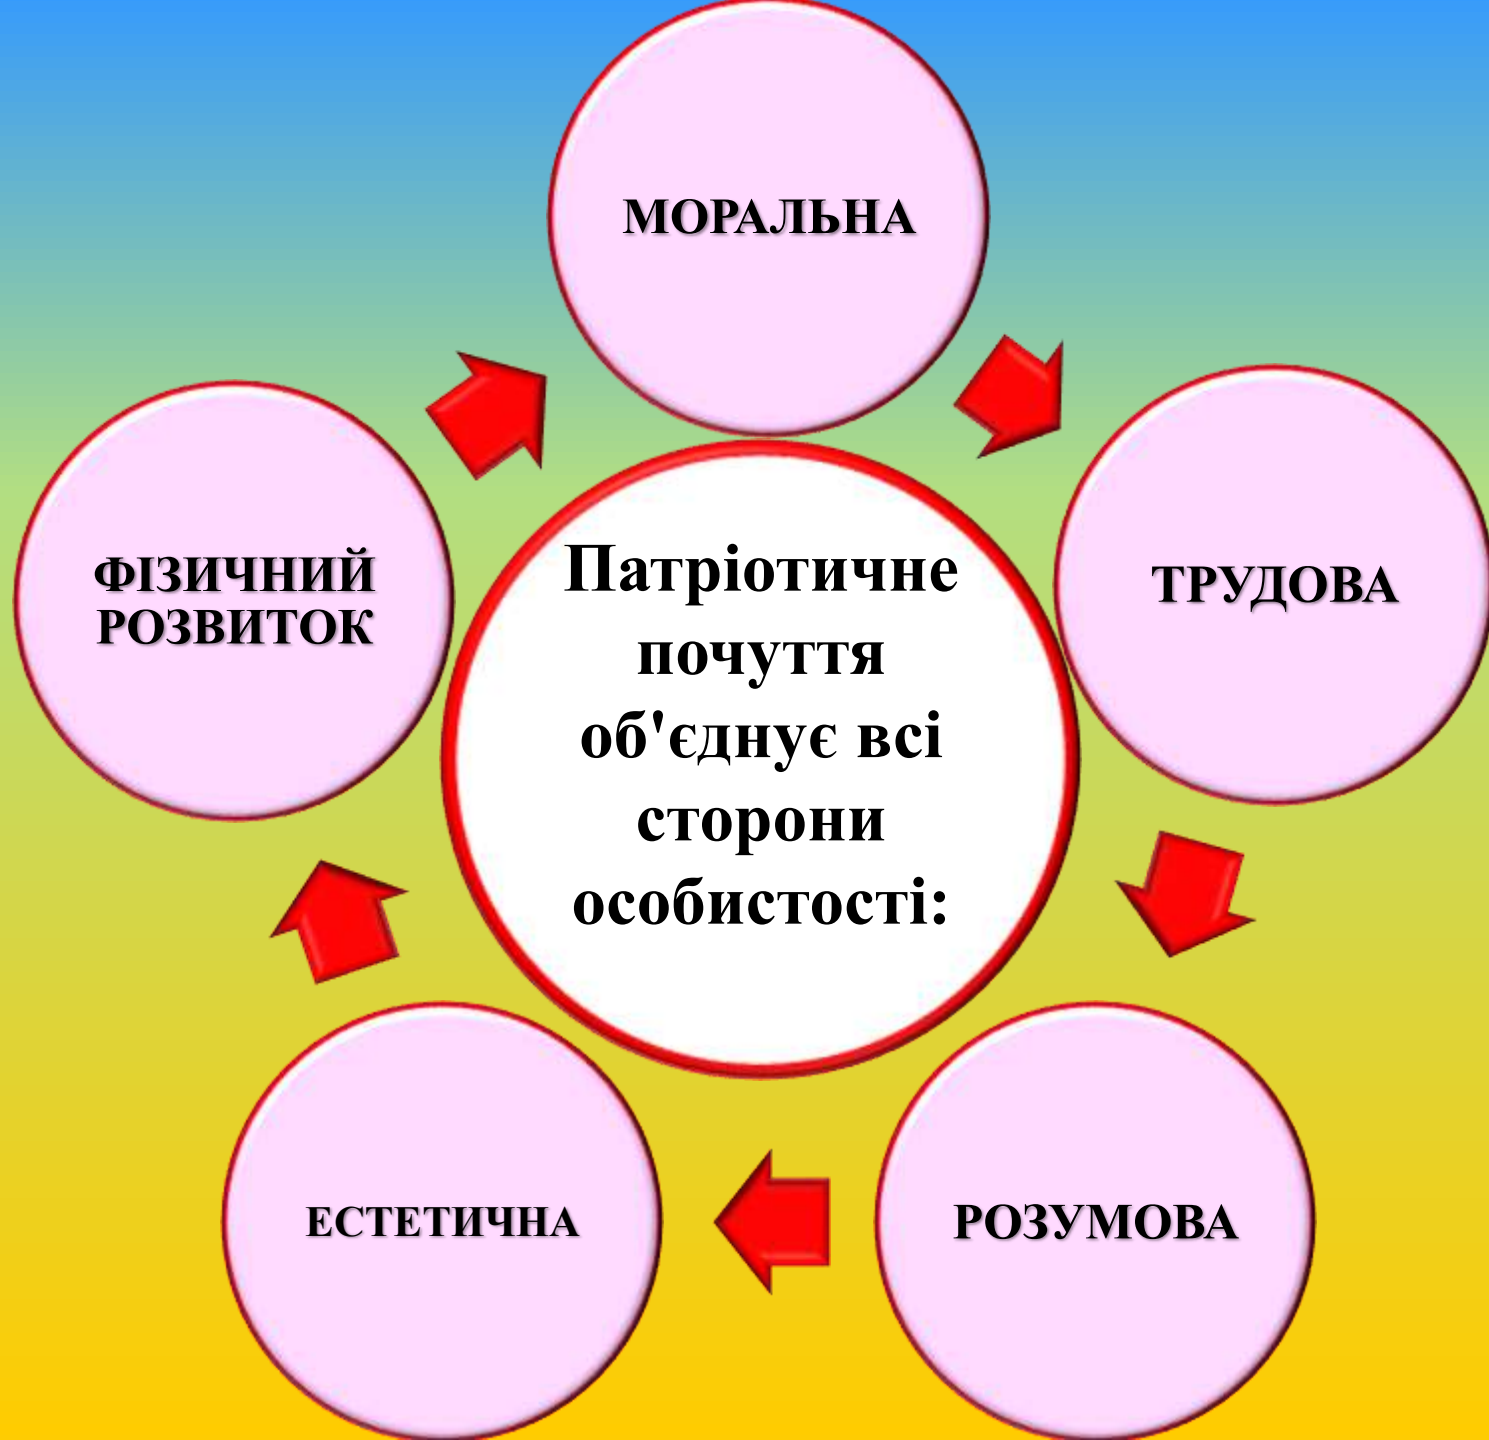 МОРАЛЬНА
ФІЗИЧНИЙ
РОЗВИТОК
Патріотичне
почуття
об'єднує всі
сторони
особистості:
ТРУДОВА
ЕСТЕТИЧНА
РОЗУМОВА